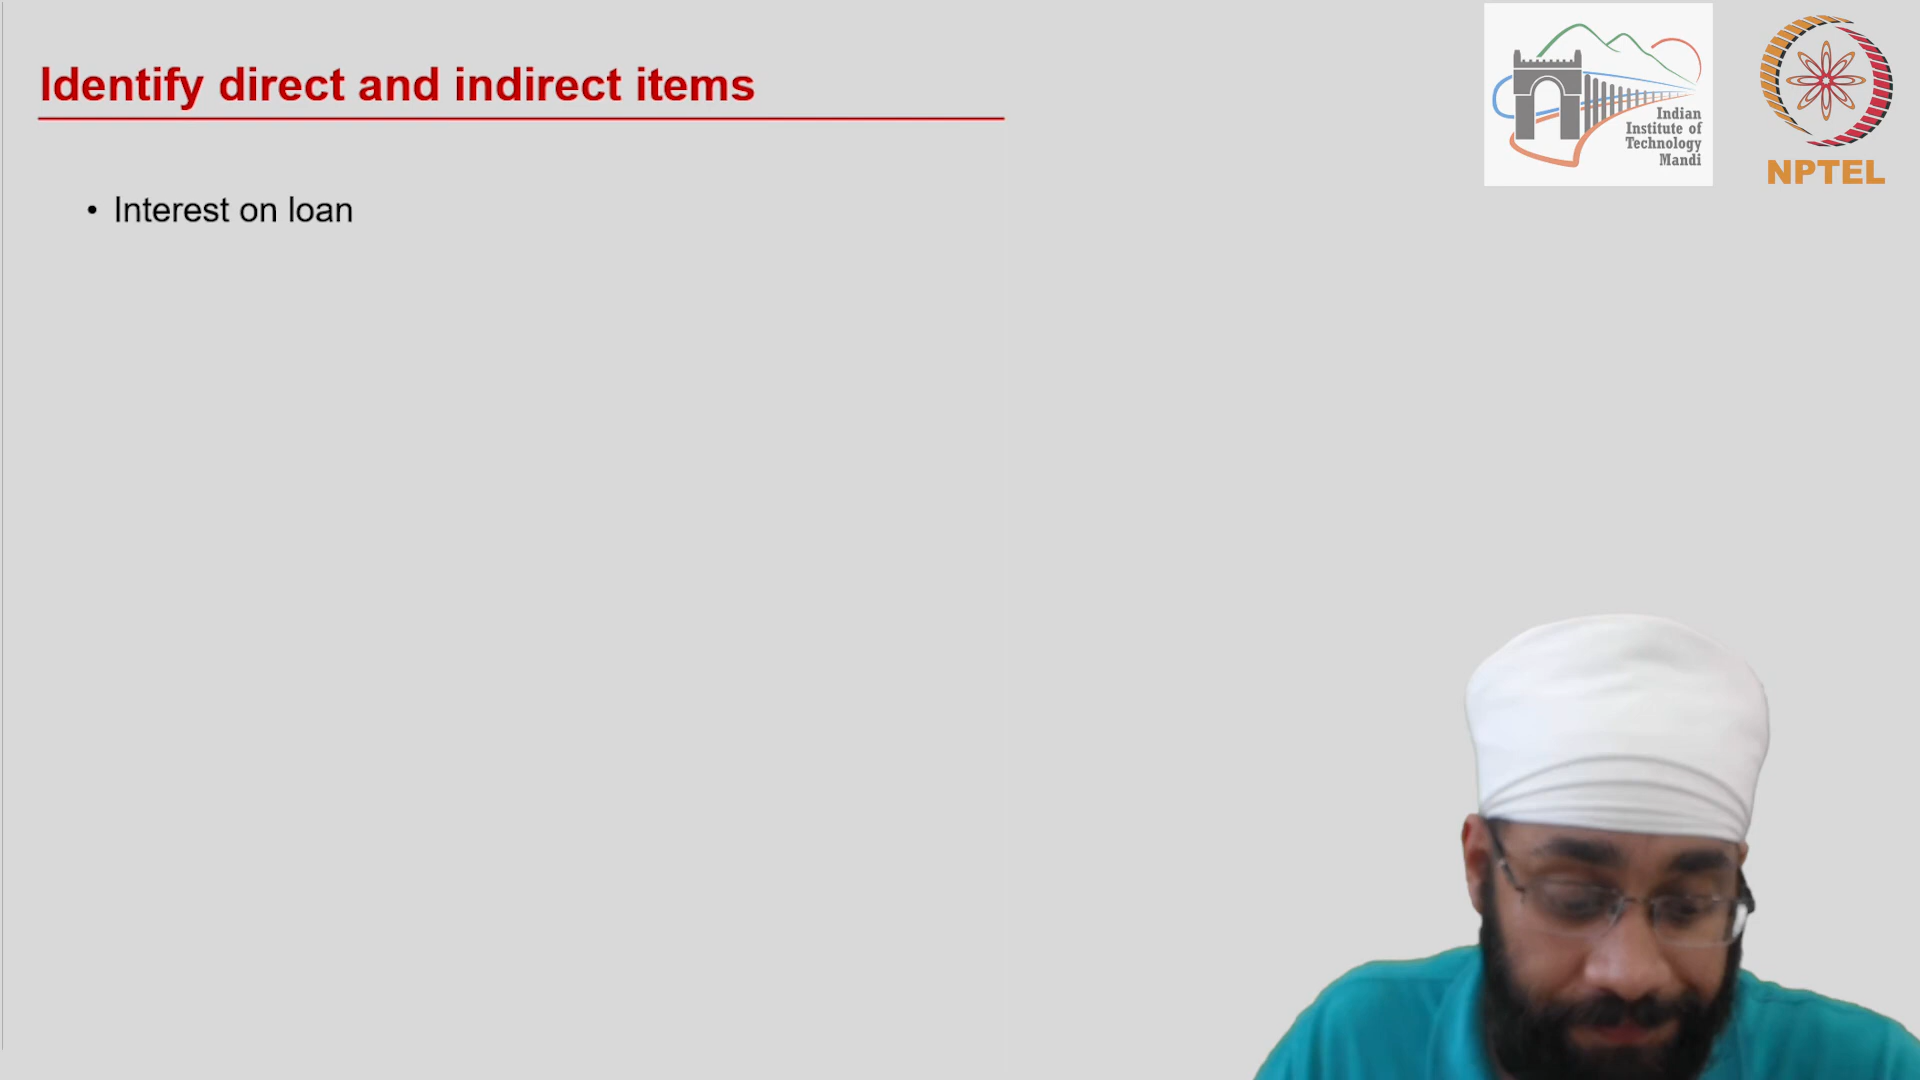 Identify direct and indirect items
• Interest on loan
Indian
Institute of
Technology
Mandi
NPTEL